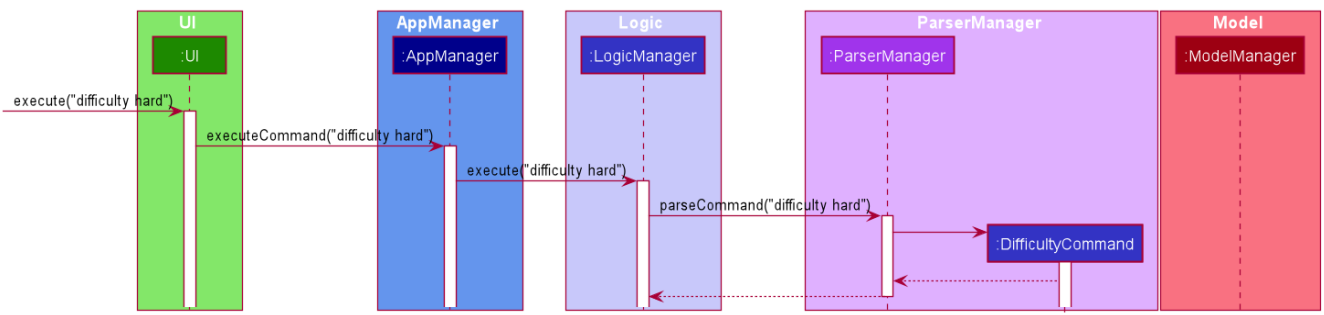 UI
AppManager
Logic
ParserManager
Model
:UI
:AppManager
:LogicManager
:ParserManager
:ModelManager
execute("difficulty hard")
executeCommand("difficulty hard")
execute("difficulty hard")
parseCommand("difficulty hard")
:DifficultyCommand